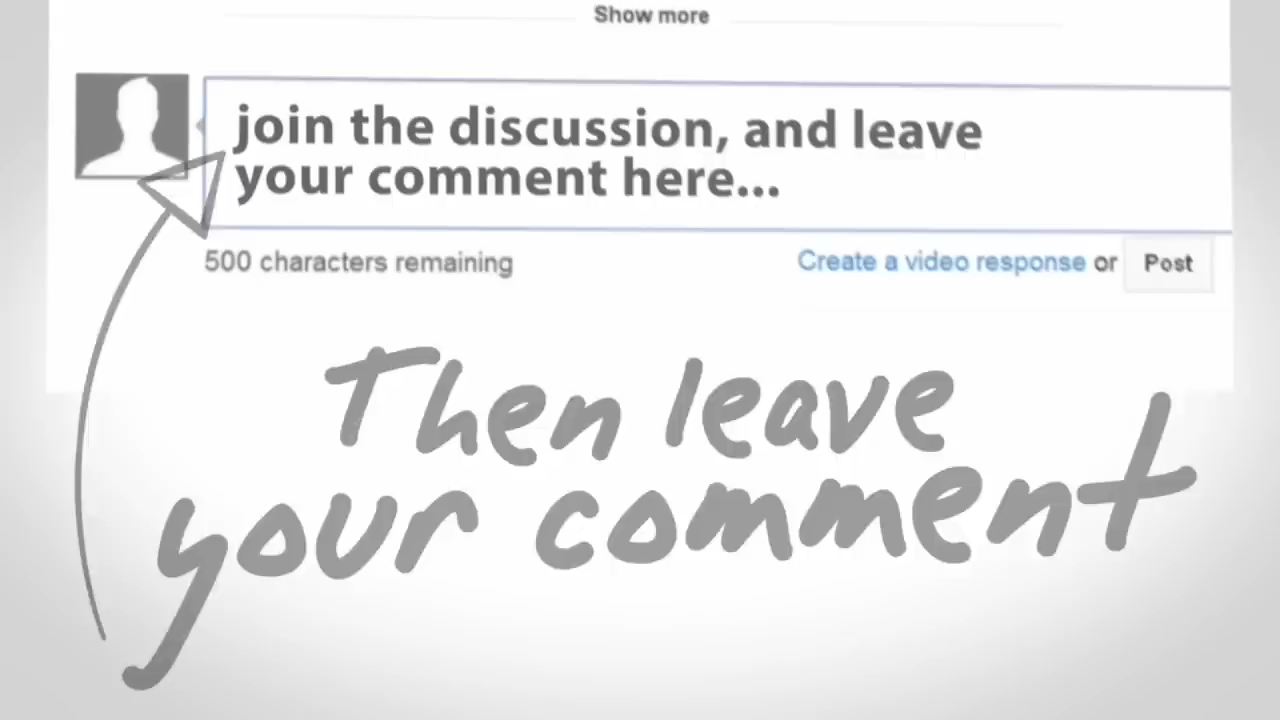 Show more
join the discussion, and leave
your comment here...
500 characters remaining
Create a video response or Post
Then leave
your comment